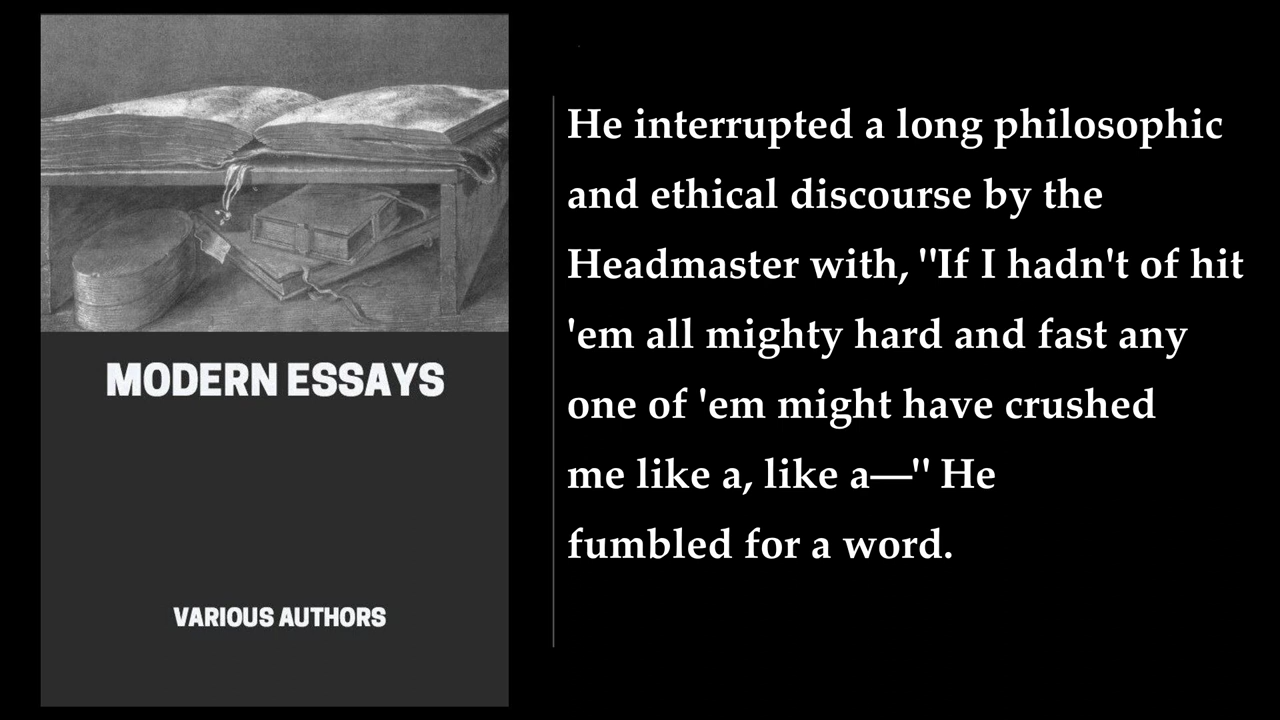 MODERN ESSAYS
VARIOUS AUTHORS
He interrupted a long philosophic
and ethical discourse by the
Headmaster with, "If I hadn't of hit
'em all mighty hard and fast any
one of 'em might have crushed
me like a, like a—" He
fumbled for a word.